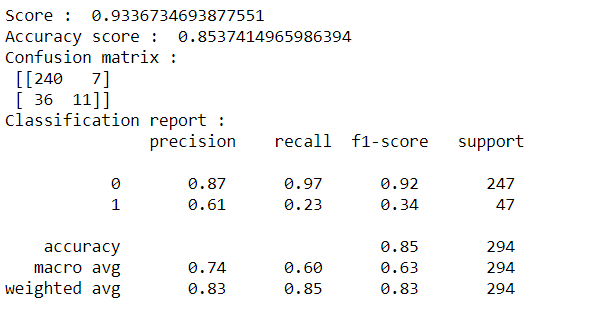 Score :  0.9336734693877551
Accuracy score :  0.8537414965986394
Confusion matrix :
 [[240   7]
 [ 36  11]]
Classification report :
              precision    recall  f1-score   support

           0       0.87      0.97      0.92       247
           1       0.61      0.23      0.34        47

    accuracy                           0.85       294
   macro avg       0.74      0.60      0.63       294
weighted avg       0.83      0.85      0.83       294